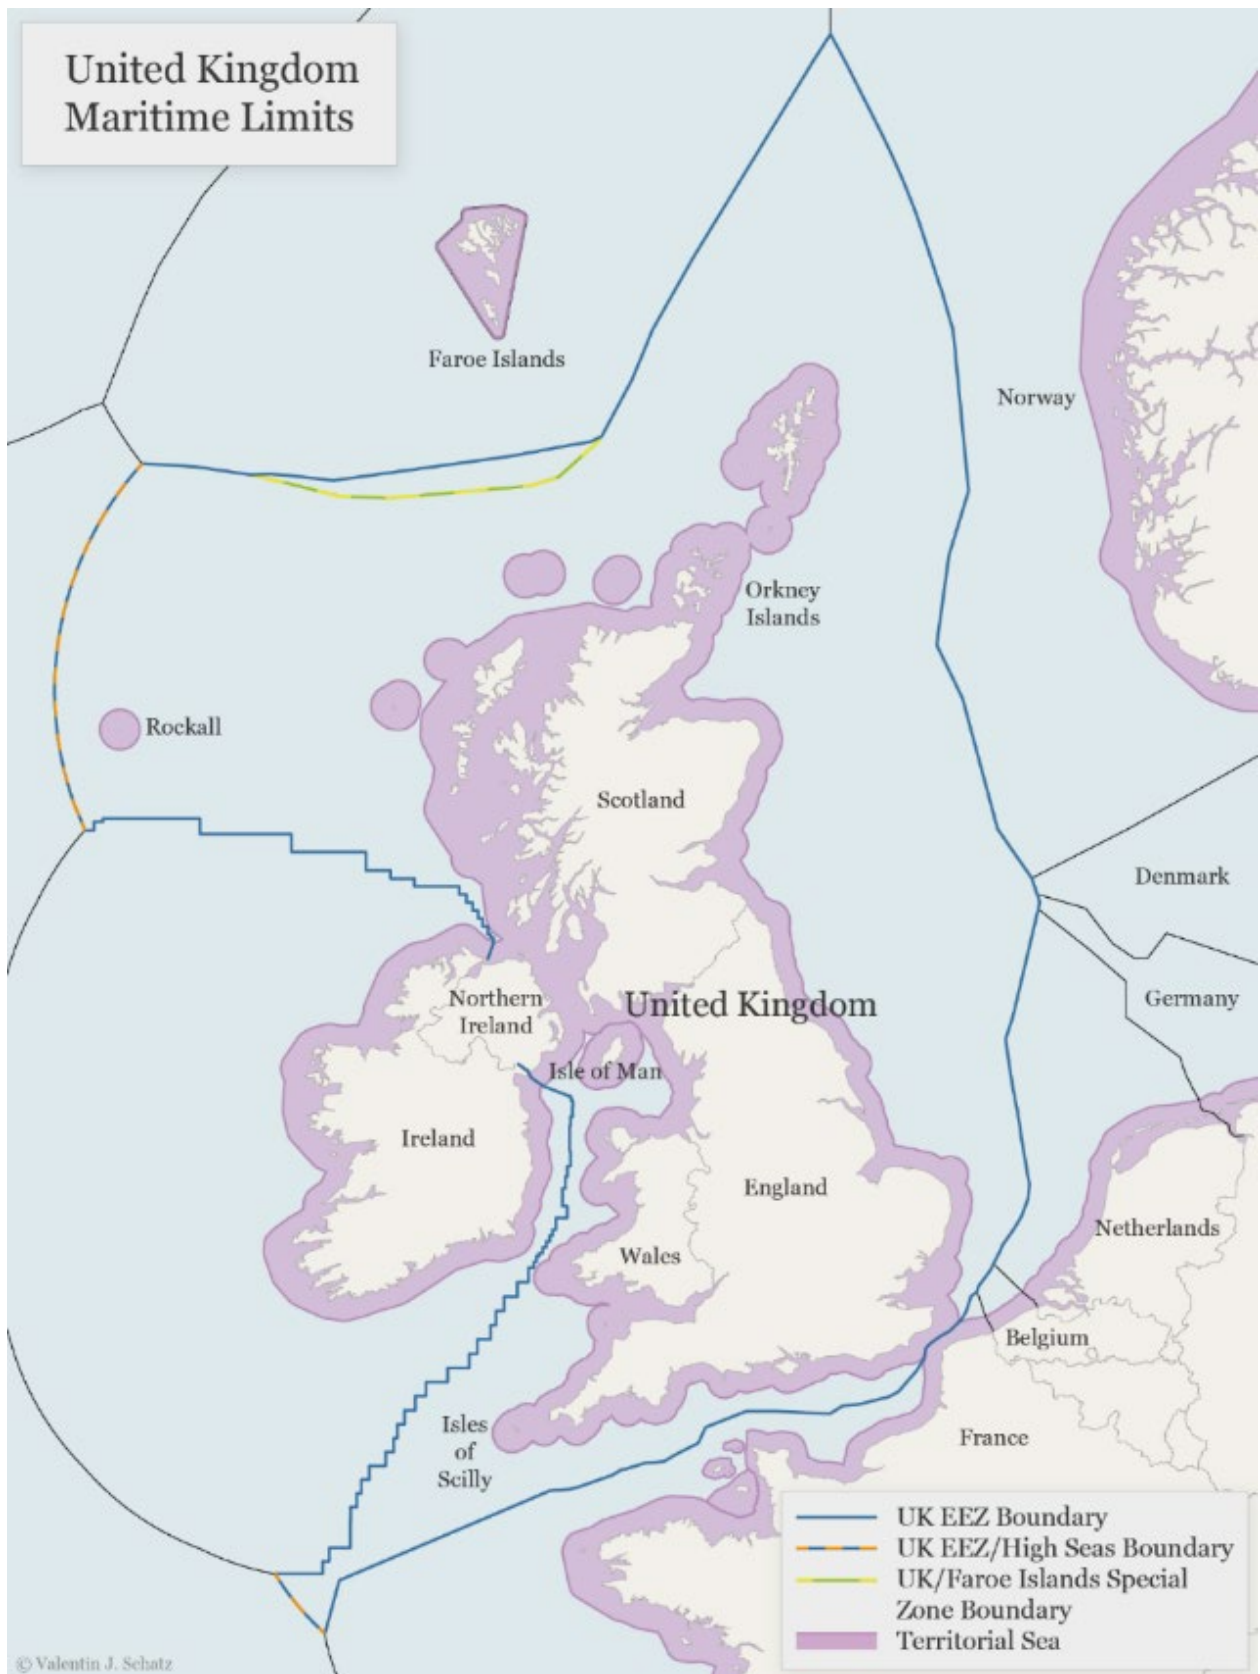 United Kingdom
Maritime Limits
Faroe Islands
Norway
Orkney
Islands
Rockall
Scotland
Denmark
Northern
Ireland
United Kingdom
Germany
Isle of Man
Ireland
England
Netherlands
Wales
Belgium
Isles
of
Scilly
France
UK EEZ Boundary
UK EEZ/High Seas Boundary
UK/Faroe Islands Special
Zone Boundary
Territorial Sea
© Valentin J. Schatz